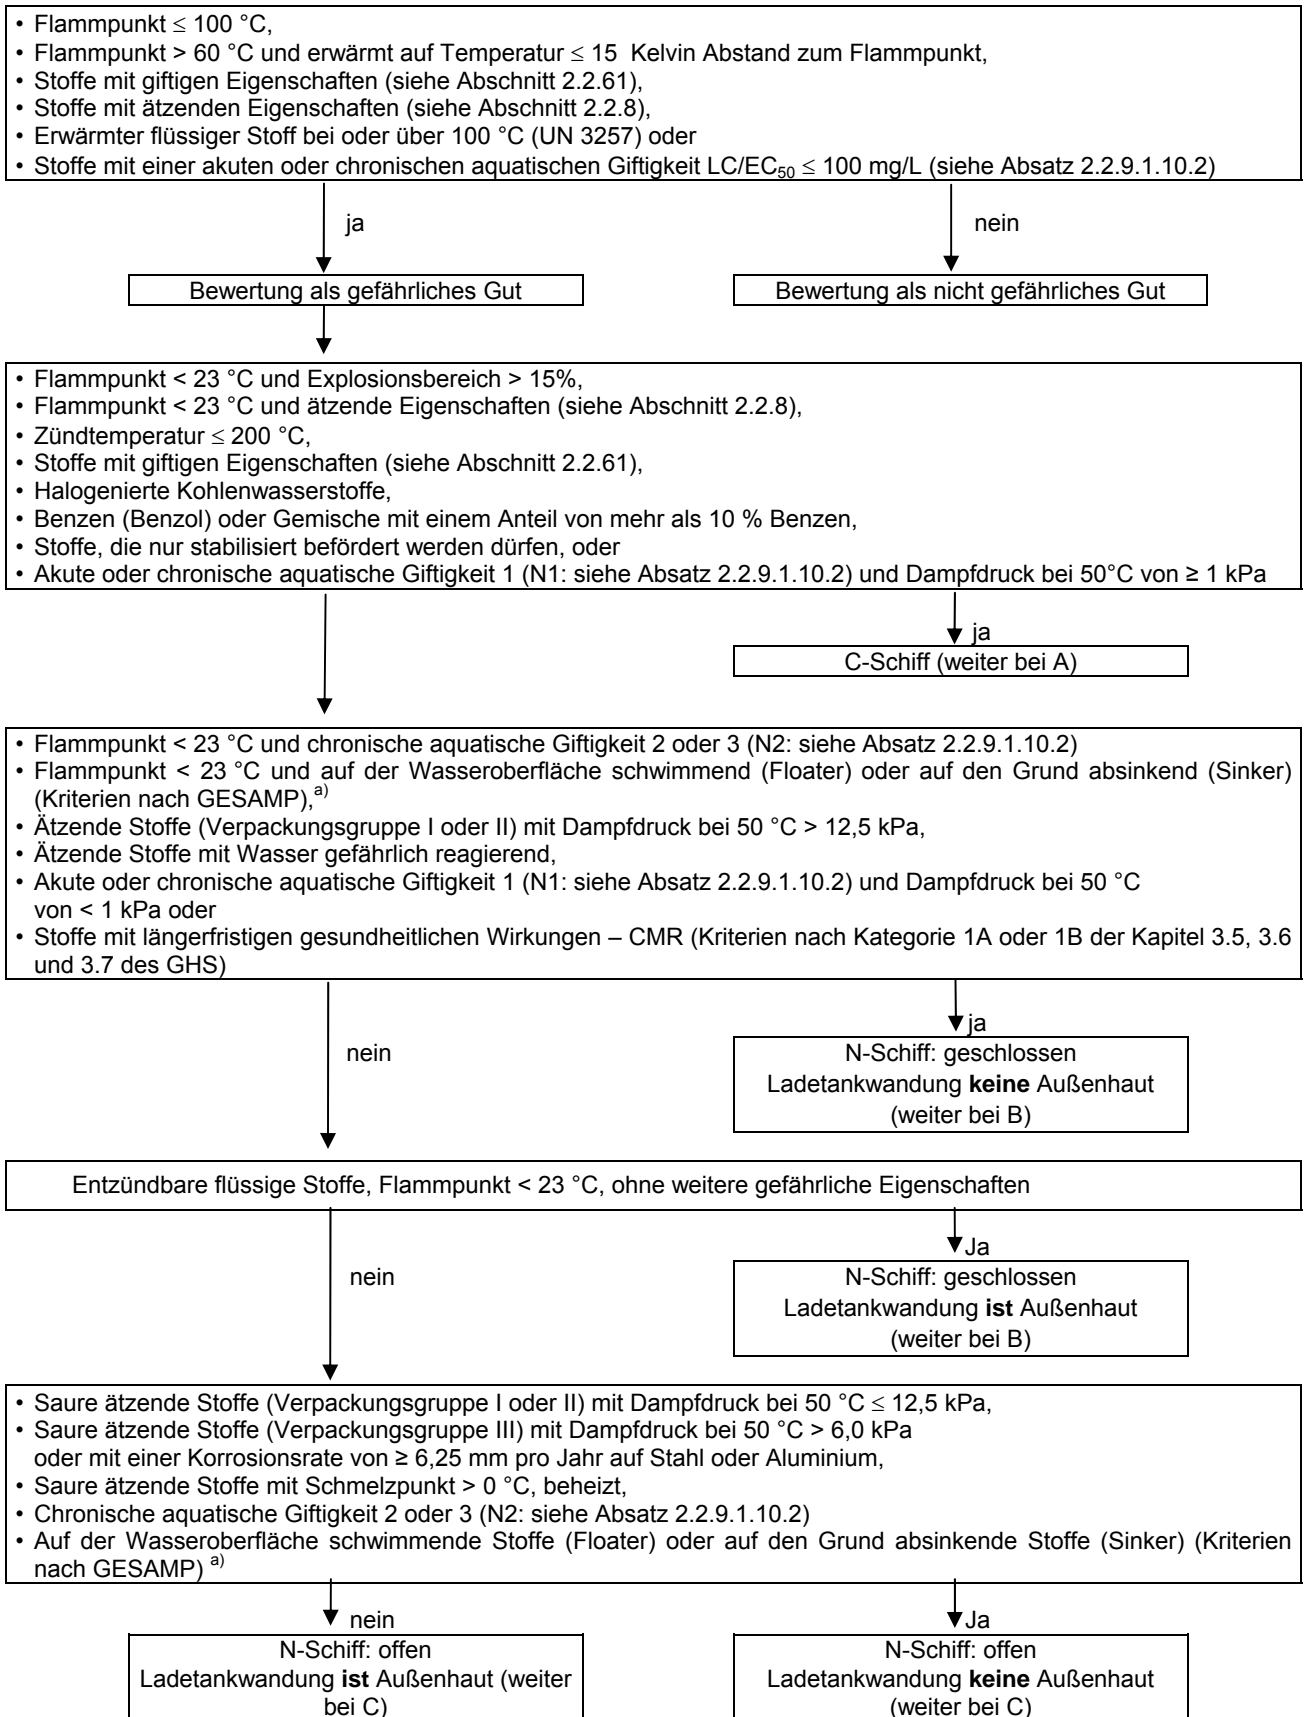 • Flammpunkt ≤ 100 °C,
• Flammpunkt > 60 °C und erwärmt auf Temperatur ≤ 15 Kelvin Abstand zum Flammpunkt,
• Stoffe mit giftigen Eigenschaften (siehe Abschnitt 2.2.61),
• Stoffe mit ätzenden Eigenschaften (siehe Abschnitt 2.2.8),
• Erwärmter flüssiger Stoff bei oder über 100 °C (UN 3257) oder
• Stoffe mit einer akuten oder chronischen aquatischen Giftigkeit LC/EC50 ≤ 100 mg/L (siehe Absatz 2.2.9.1.10.2)
ja
nein
Bewertung als gefährliches Gut
Bewertung als nicht gefährliches Gut
• Flammpunkt < 23 °C und Explosionsbereich > 15%,
• Flammpunkt < 23 °C und ätzende Eigenschaften (siehe Abschnitt 2.2.8),
• Zündtemperatur ≤ 200 °C,
• Stoffe mit giftigen Eigenschaften (siehe Abschnitt 2.2.61),
• Halogenierte Kohlenwasserstoffe,
• Benzen (Benzol) oder Gemische mit einem Anteil von mehr als 10 % Benzen,
• Stoffe, die nur stabilisiert befördert werden dürfen, oder
• Akute oder chronische aquatische Giftigkeit 1 (N1: siehe Absatz 2.2.9.1.10.2) und Dampfdruck bei 50°C von ≥ 1 kPa
ja
C-Schiff (weiter bei A)
• Flammpunkt < 23 °C und chronische aquatische Giftigkeit 2 oder 3 (N2: siehe Absatz 2.2.9.1.10.2)
• Flammpunkt < 23 °C und auf der Wasseroberfläche schwimmend (Floater) oder auf den Grund absinkend (Sinker)
(Kriterien nach GESAMP),a)
• Ätzende Stoffe (Verpackungsgruppe I oder II) mit Dampfdruck bei 50 °C > 12,5 kPa,
• Ätzende Stoffe mit Wasser gefährlich reagierend,
• Akute oder chronische aquatische Giftigkeit 1 (N1: siehe Absatz 2.2.9.1.10.2) und Dampfdruck bei 50 °C
von < 1 kPa oder
• Stoffe mit längerfristigen gesundheitlichen Wirkungen – CMR (Kriterien nach Kategorie 1A oder 1B der Kapitel 3.5, 3.6
und 3.7 des GHS)
ja
nein
N-Schiff: geschlossen
Ladetankwandung keine Außenhaut
(weiter bei B)
Entzündbare flüssige Stoffe, Flammpunkt < 23 °C, ohne weitere gefährliche Eigenschaften
Ja
nein
N-Schiff: geschlossen
Ladetankwandung ist Außenhaut
(weiter bei B)
• Saure ätzende Stoffe (Verpackungsgruppe I oder II) mit Dampfdruck bei 50 °C ≤ 12,5 kPa,
• Saure ätzende Stoffe (Verpackungsgruppe III) mit Dampfdruck bei 50 °C > 6,0 kPa
oder mit einer Korrosionsrate von ≥ 6,25 mm pro Jahr auf Stahl oder Aluminium,
• Saure ätzende Stoffe mit Schmelzpunkt > 0 °C, beheizt,
• Chronische aquatische Giftigkeit 2 oder 3 (N2: siehe Absatz 2.2.9.1.10.2)
• Auf der Wasseroberfläche schwimmende Stoffe (Floater) oder auf den Grund absinkende Stoffe (Sinker) (Kriterien
nach GESAMP) a)
nein
Ja
N-Schiff: offen
Ladetankwandung ist Außenhaut (weiter
bei C)
N-Schiff: offen
Ladetankwandung keine Außenhaut
(weiter bei C)